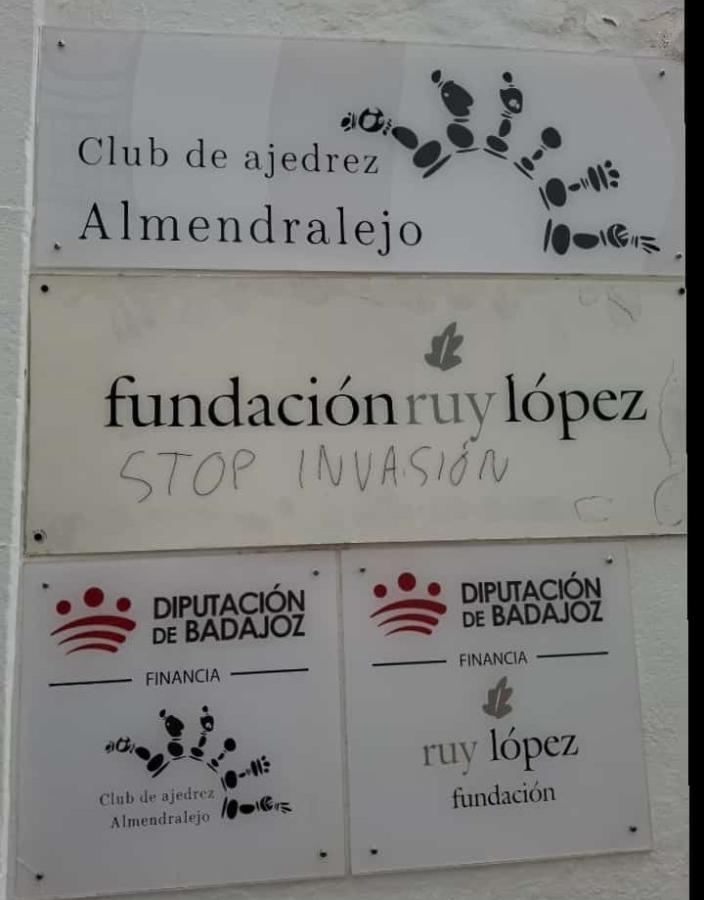 Club de ajedrez
Almendralejo
fundación ruy lópez
STOP INVASIÓN
DIPUTACIÓN
DE BADAJOZ
FINANCIA
Club de ajedrez
Almendralejo
DIPUTACIÓN
DE BADAJOZ
FINANCIA
ruy lópez
fundación